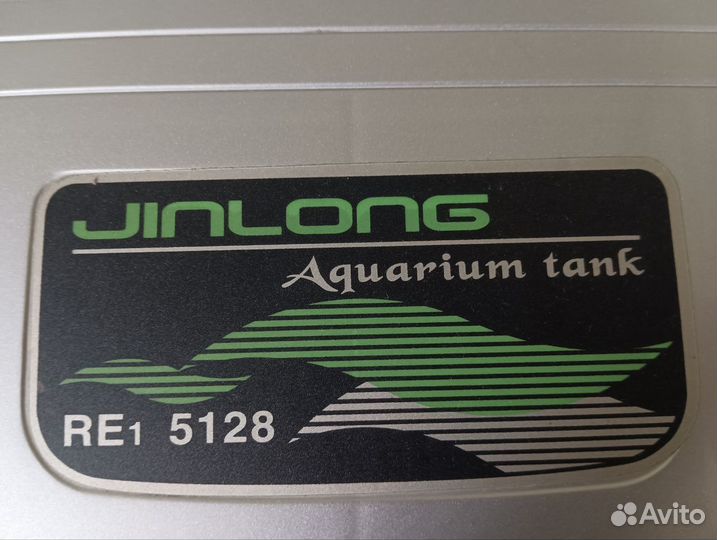 JINLONG
Aquarium tank
RE1 5128
Avito